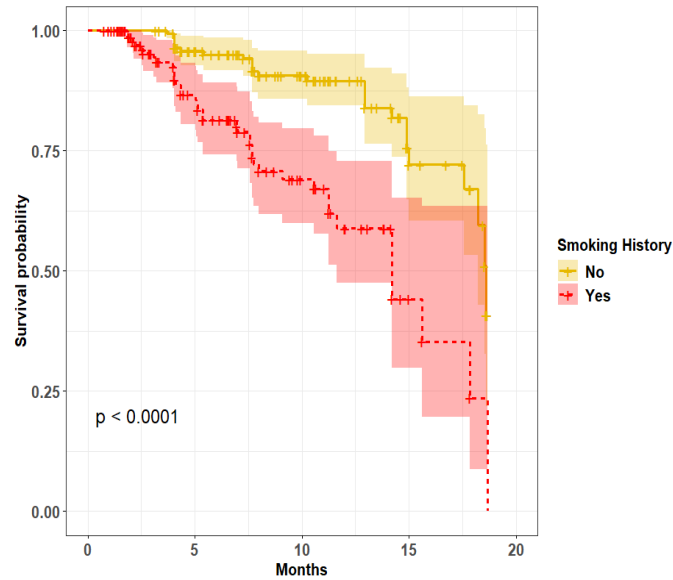 1.00
0.75
0.50
0.25
0.00
Survival probability
p < 0.0001
0 5 10 15 20
Months
Smoking History
No
Yes